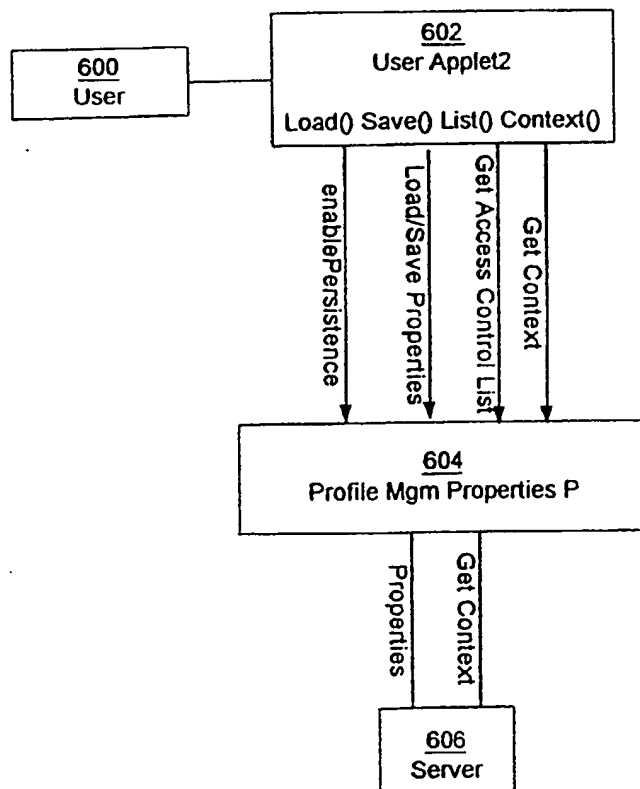 600
User
602
User Applet2
Load() Save() List() Context()
enablePersistence
Load/Save Properties
Get Access Control List
Get Context
604
Profile Mgm Properties P
Properties
Get Context
606
Server